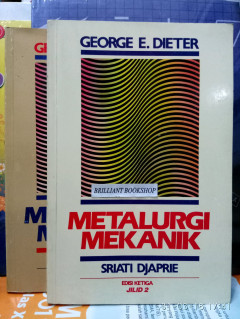 GEORGE E. DIETER
BRILLIANT BOOKSHOP
METALURGI
MEKANIK
SRIATI DJAPRIE
EDISI KETIGA
JILID 2